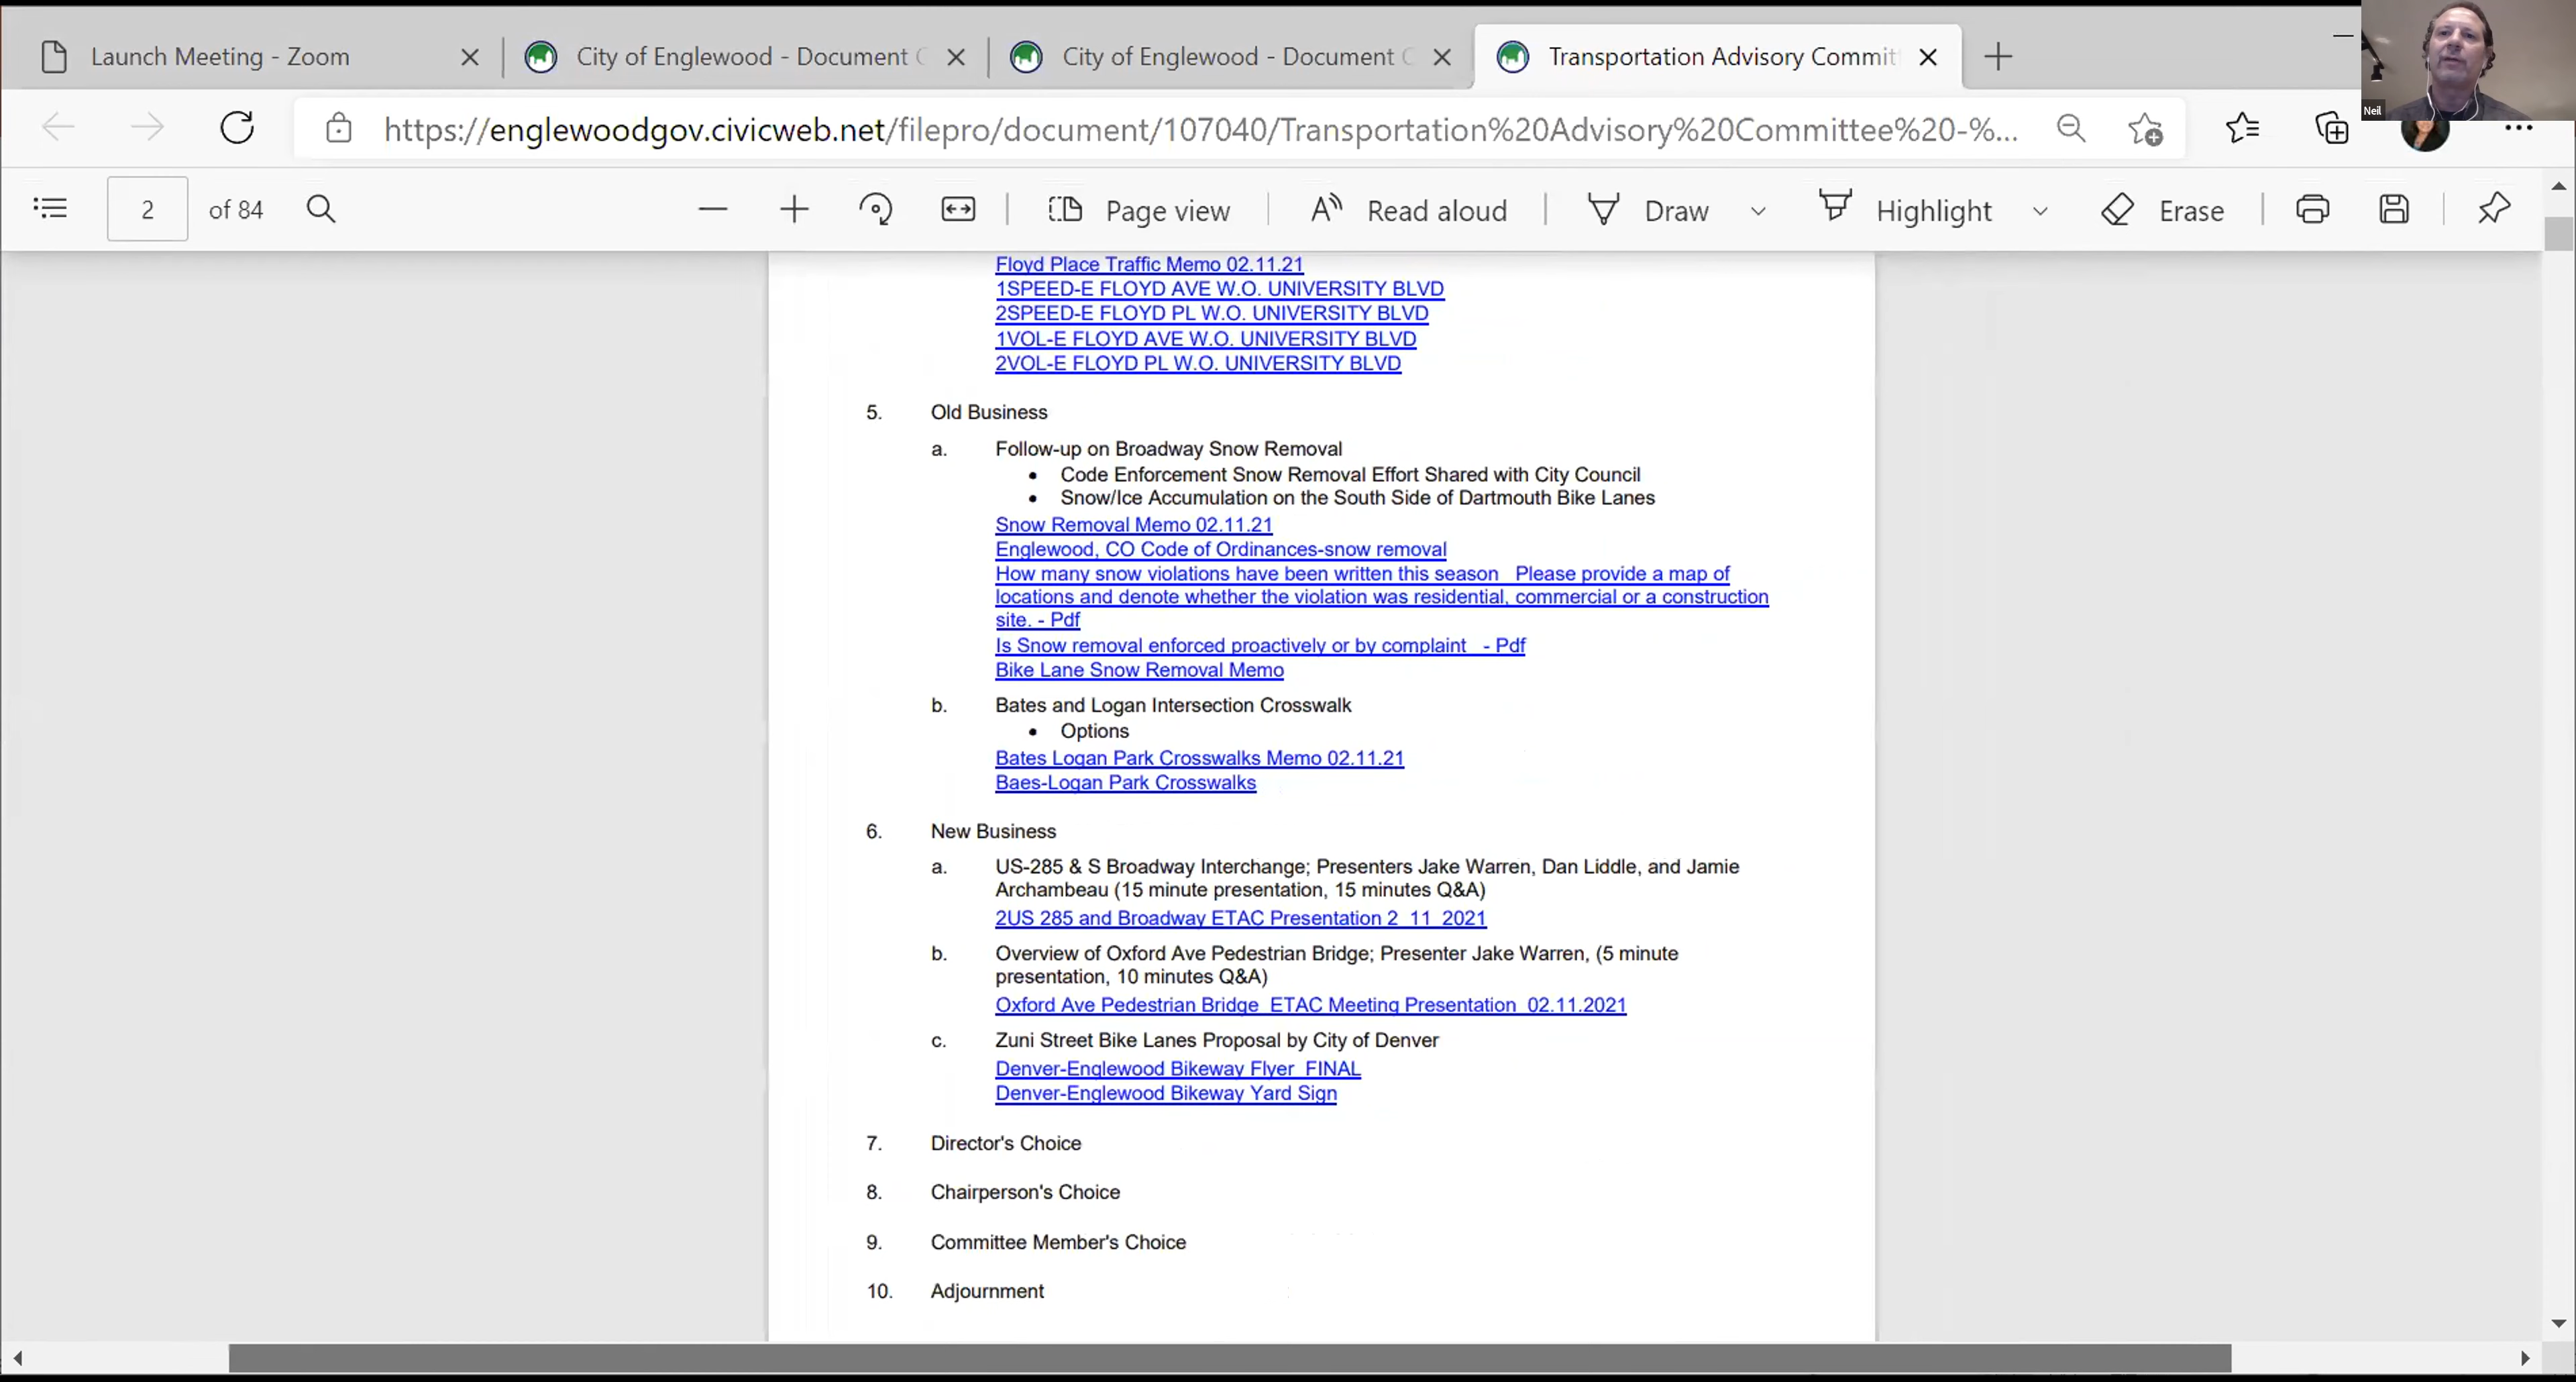 Launch Meeting - Zoom
City of Englewood - Document C
City of Englewood - Document C
Transportation Advisory Committ
Neil
https://englewoodgov.civicweb.net/filepro/document/107040/Transportation%20Advisory%20Committee%20-%...
2 of 84
Page view
Read aloud
Draw
Highlight
Erase
Floyd Place Traffic Memo 02.11.21
1SPEED-E FLOYD AVE W.O. UNIVERSITY BLVD
2SPEED-E FLOYD PL W.O. UNIVERSITY BLVD
1VOL-E FLOYD AVE W.O. UNIVERSITY BLVD
2VOL-E FLOYD PL W.O. UNIVERSITY BLVD
5. Old Business
a. Follow-up on Broadway Snow Removal
• Code Enforcement Snow Removal Effort Shared with City Council
• Snow/Ice Accumulation on the South Side of Dartmouth Bike Lanes
Snow Removal Memo 02.11.21
Englewood, CO Code of Ordinances-snow removal
How many snow violations have been written this season   Please provide a map of
locations and denote whether the violation was residential, commercial or a construction
site. - Pdf
Is Snow removal enforced proactively or by complaint   - Pdf
Bike Lane Snow Removal Memo
b. Bates and Logan Intersection Crosswalk
• Options
Bates Logan Park Crosswalks Memo 02.11.21
Baes-Logan Park Crosswalks
6. New Business
a. US-285 & S Broadway Interchange; Presenters Jake Warren, Dan Liddle, and Jamie
Archambeau (15 minute presentation, 15 minutes Q&A)
2US 285 and Broadway ETAC Presentation 2  11  2021
b. Overview of Oxford Ave Pedestrian Bridge; Presenter Jake Warren, (5 minute
presentation, 10 minutes Q&A)
Oxford Ave Pedestrian Bridge  ETAC Meeting Presentation  02.11.2021
c. Zuni Street Bike Lanes Proposal by City of Denver
Denver-Englewood Bikeway Flyer  FINAL
Denver-Englewood Bikeway Yard Sign
7. Director's Choice
8. Chairperson's Choice
9. Committee Member's Choice
10. Adjournment